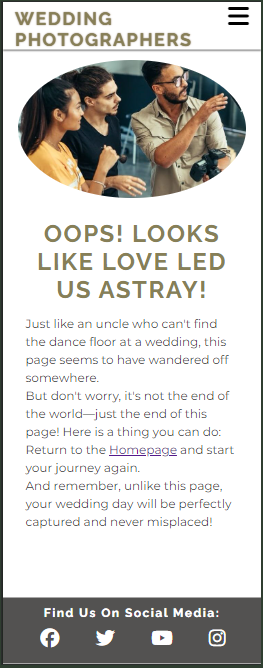 WEDDING
PHOTOGRAPHERS
OOPS! LOOKS
LIKE LOVE LED
US ASTRAY!
Just like an uncle who can't find
the dance floor at a wedding, this
page seems to have wandered off
somewhere.
But don't worry, it's not the end of
the world—just the end of this
page! Here is a thing you can do:
Return to the Homepage and start
your journey again.
And remember, unlike this page,
your wedding day will be perfectly
captured and never misplaced!
Find Us On Social Media: